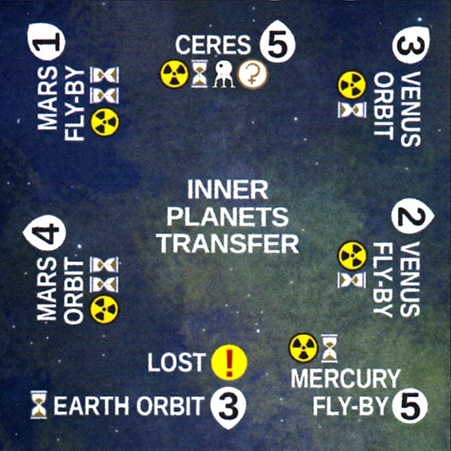 1
MARS
FLY-BY
CERES 5
3
VENUS
ORBIT
INNER
PLANETS
TRANSFER
4
MARS
ORBIT
2
VENUS
FLY-BY
LOST !
EARTH ORBIT 3
MERCURY
FLY-BY 5